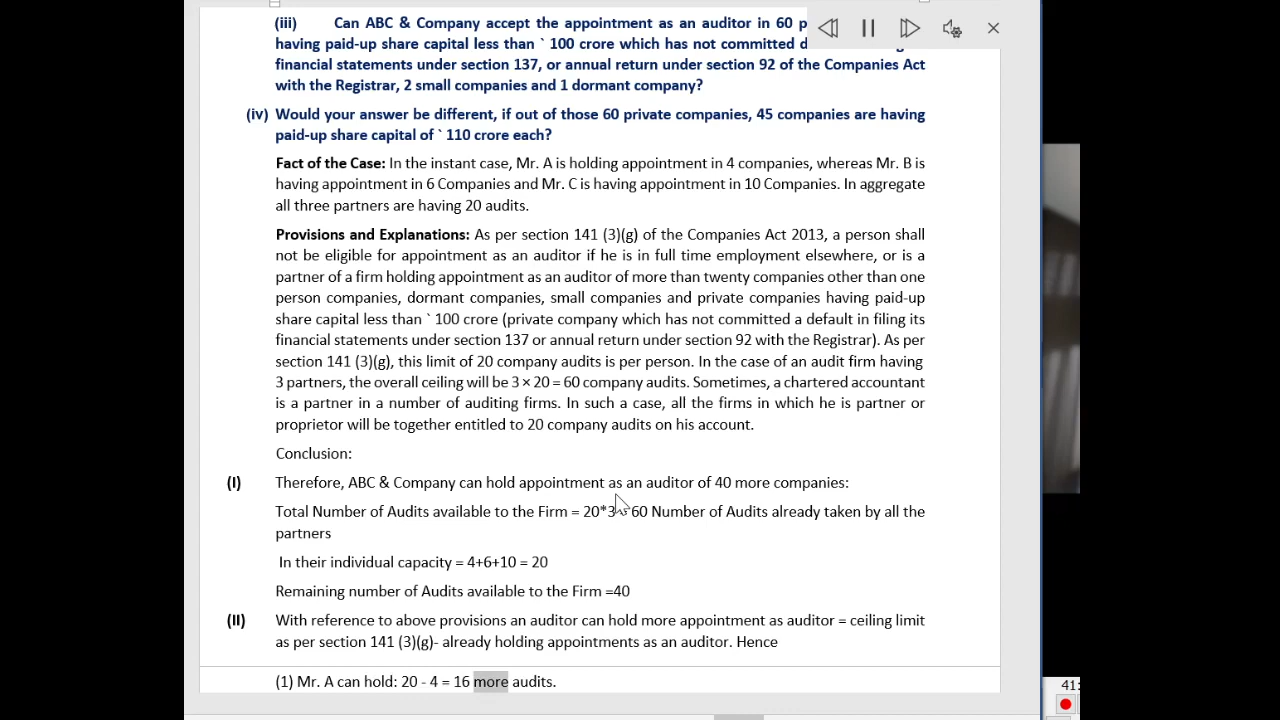 (iii) Can ABC & Company accept the appointment as an auditor in 60
having paid-up share capital less than ` 100 crore which has not committed
financial statements under section 137, or annual return under section 92 of the Companies Act
with the Registrar, 2 small companies and 1 dormant company?
(iv) Would your answer be different, if out of those 60 private companies, 45 companies are having
paid-up share capital of ` 110 crore each?
Fact of the Case: In the instant case, Mr. A is holding appointment in 4 companies, whereas Mr. B is
having appointment in 6 Companies and Mr. C is having appointment in 10 Companies. In aggregate
all three partners are having 20 audits.
Provisions and Explanations: As per section 141 (3)(g) of the Companies Act 2013, a person shall
not be eligible for appointment as an auditor if he is in full time employment elsewhere, or is a
partner of a firm holding appointment as an auditor of more than twenty companies other than one
person companies, dormant companies, small companies and private companies having paid-up
share capital less than ` 100 crore (private company which has not committed a default in filing its
financial statements under section 137 or annual return under section 92 with the Registrar). As per
section 141 (3)(g), this limit of 20 company audits is per person. In the case of an audit firm having
3 partners, the overall ceiling will be 3 × 20 = 60 company audits. Sometimes, a chartered accountant
is a partner in a number of auditing firms. In such a case, all the firms in which he is partner or
proprietor will be together entitled to 20 company audits on his account.
Conclusion:
(I) Therefore, ABC & Company can hold appointment as an auditor of 40 more companies:
Total Number of Audits available to the Firm = 20*3 60 Number of Audits already taken by all the
partners
In their individual capacity = 4+6+10 = 20
Remaining number of Audits available to the Firm =40
(II) With reference to above provisions an auditor can hold more appointment as auditor = ceiling limit
as per section 141 (3)(g)- already holding appointments as an auditor. Hence
(1) Mr. A can hold: 20 - 4 = 16 more audits.
41: